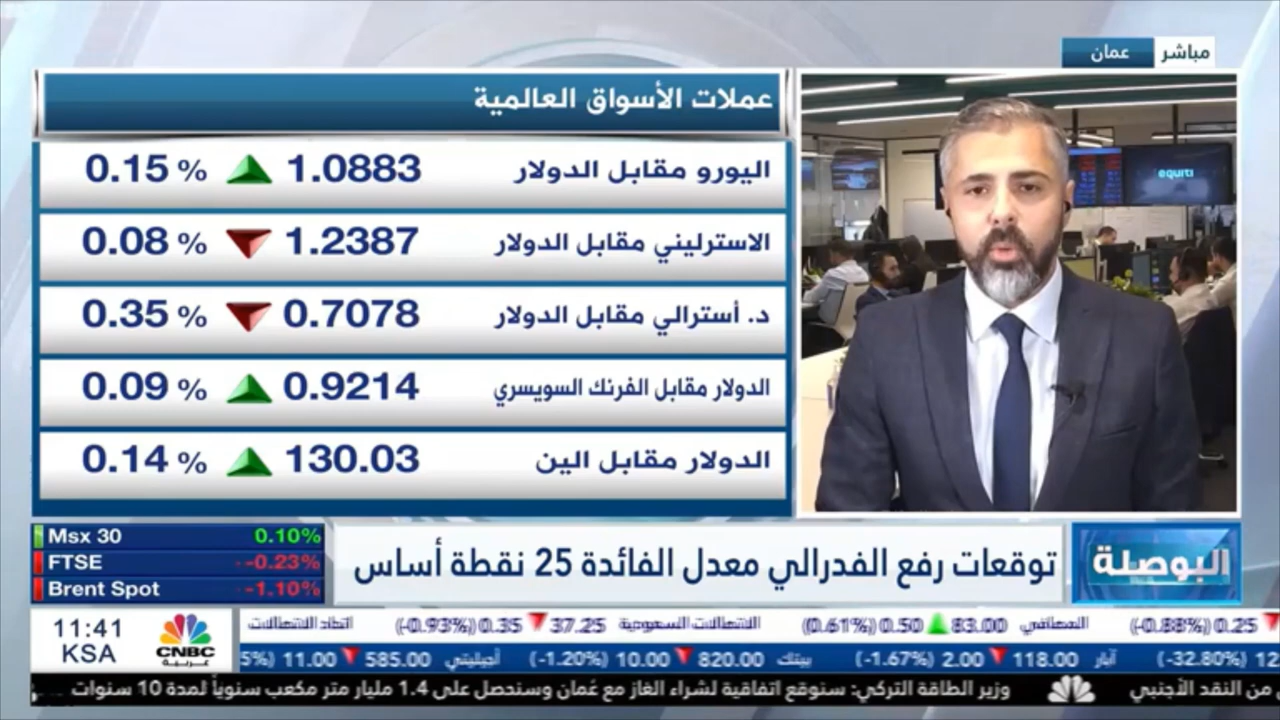 مباشر عمان
عملات الأسواق العالمية
equiti
اليورو مقابل الدولار 1.0883 0.15 %
الاسترليني مقابل الدولار 1.2387 0.08 %
د. أسترالي مقابل الدولار 0.7078 0.35 %
الدولار مقابل الفرنك السويسري 0.9214 0.09 %
الدولار مقابل الين 130.03 0.14 %
البوصلة
توقعات رفع الفدرالي معدل الفائدة 25 نقطة أساس
Msx 30 0.10%
FTSE -0.23%
Brent Spot -1.10%
11:41
KSA
CNBC
عربية
0.25 (-0.88%) المصافي 83.00 0.50 (0.61%) الاتصالات السعودية 37.25 0.35 (-0.93%) اتحاد الاتصالات
(-32.80%) آبار 118.00 2.00 (-1.67%) بيتك 820.00 10.00 (-1.20%) أجيليتي 585.00 11.00
من النقد الأجنبي وزير الطاقة التركي: سنوقع اتفاقية لشراء الغاز مع عُمان وسنحصل على 1.4 مليار متر مكعب سنوياً لمدة 10 سنوات